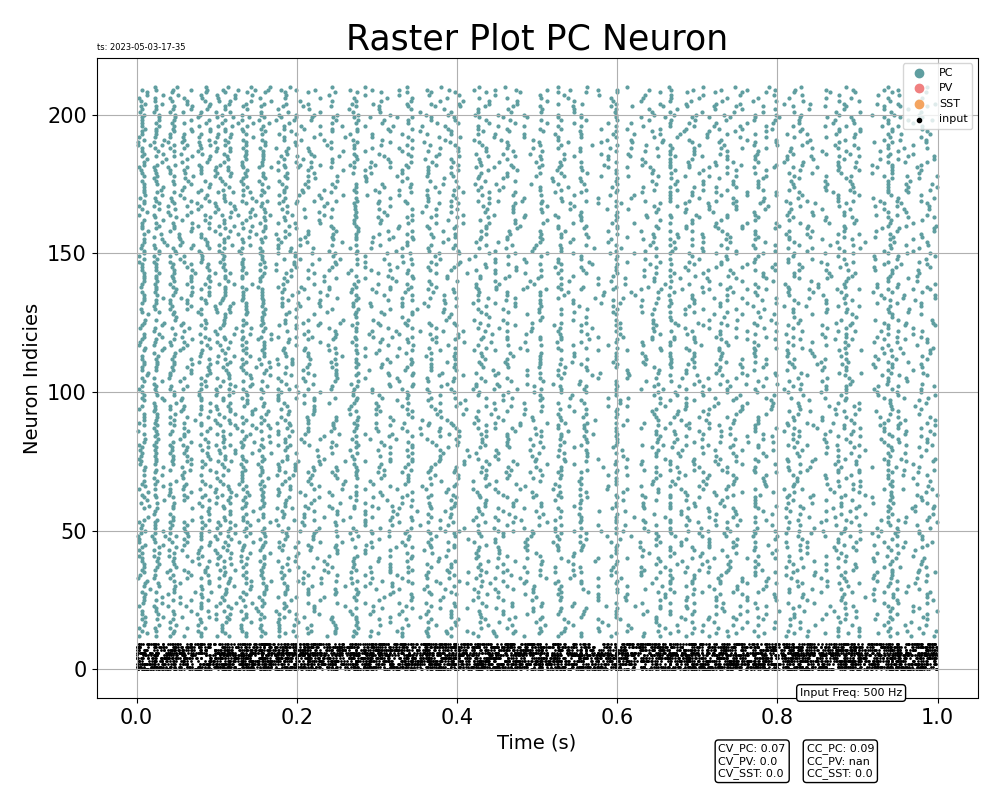 Raster Plot PC Neuron
ts: 2023-05-03-17-35
PC
PV
SST
input
200
150
100
50
0
Neuron Indicies
Input Freq: 500 Hz
0.0 0.2 0.4 0.6 0.8 1.0
Time (s)
CV_PC: 0.07
CV_PV: 0.0
CV_SST: 0.0
CC_PC: 0.09
CC_PV: nan
CC_SST: 0.0